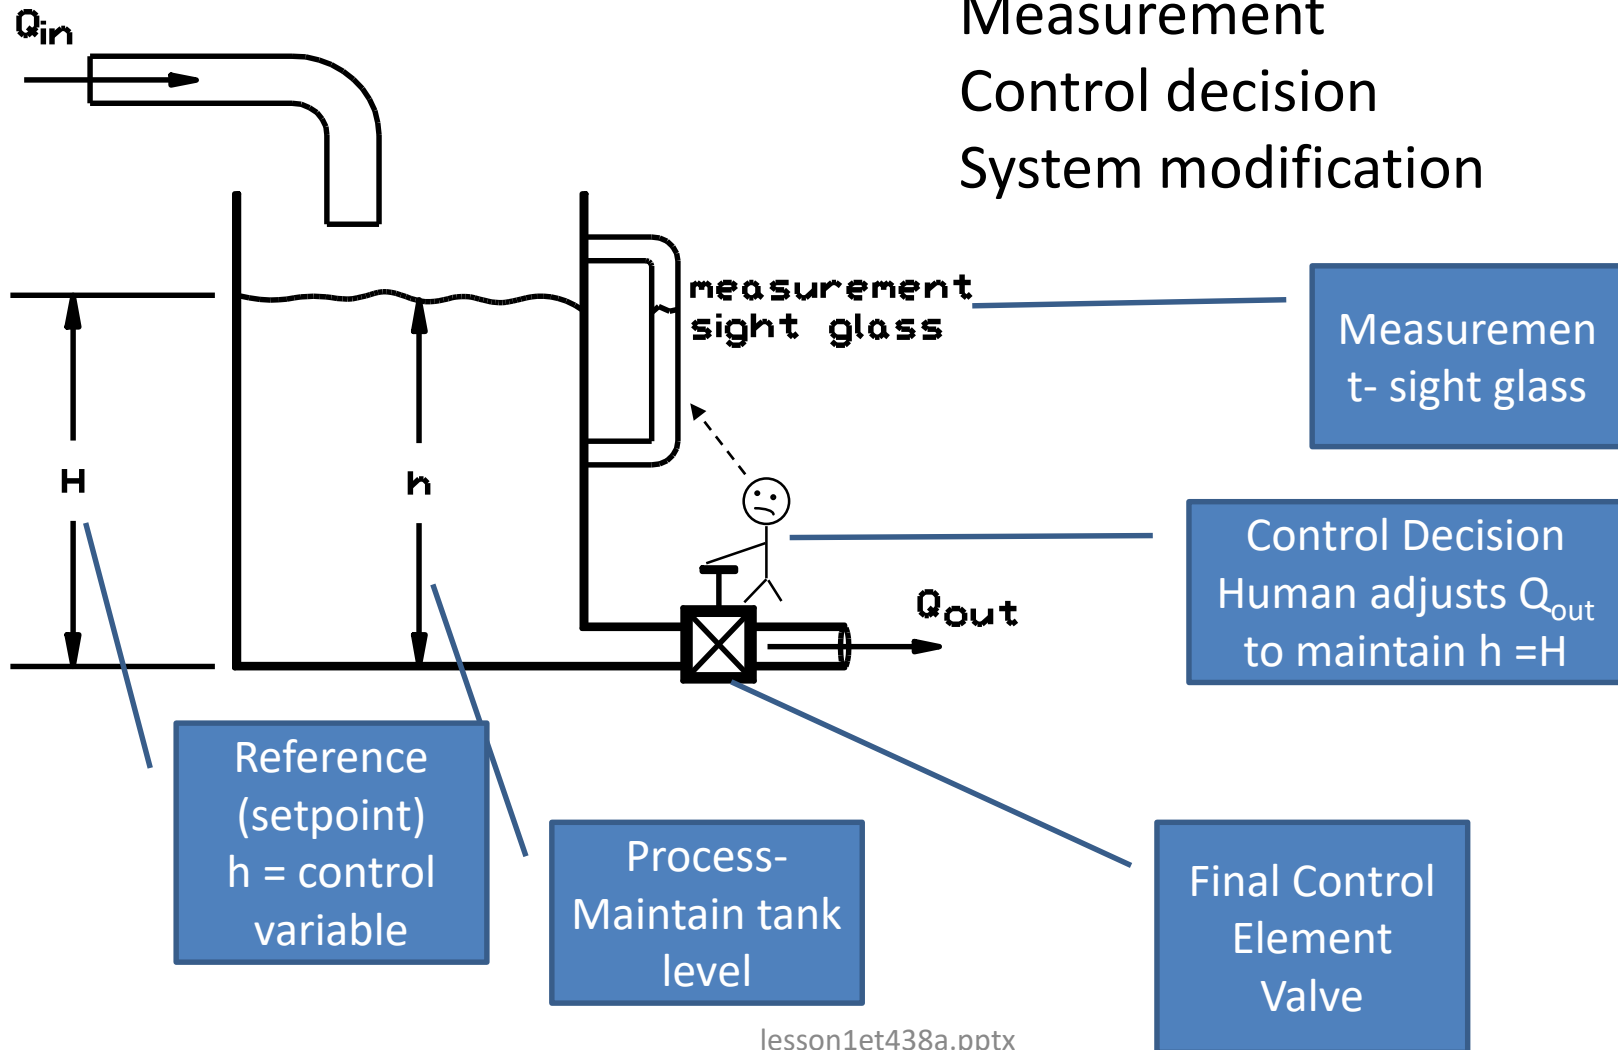 Qin
Measurement
Control decision
System modification
measurement
sight glass
Measuremen
t- sight glass
H
h
Control Decision
Human adjusts Qout
to maintain h =H
Qout
Reference
(setpoint)
h = control
variable
Process-
Maintain tank
level
Final Control
Element
Valve
lesson1et438a.pptx